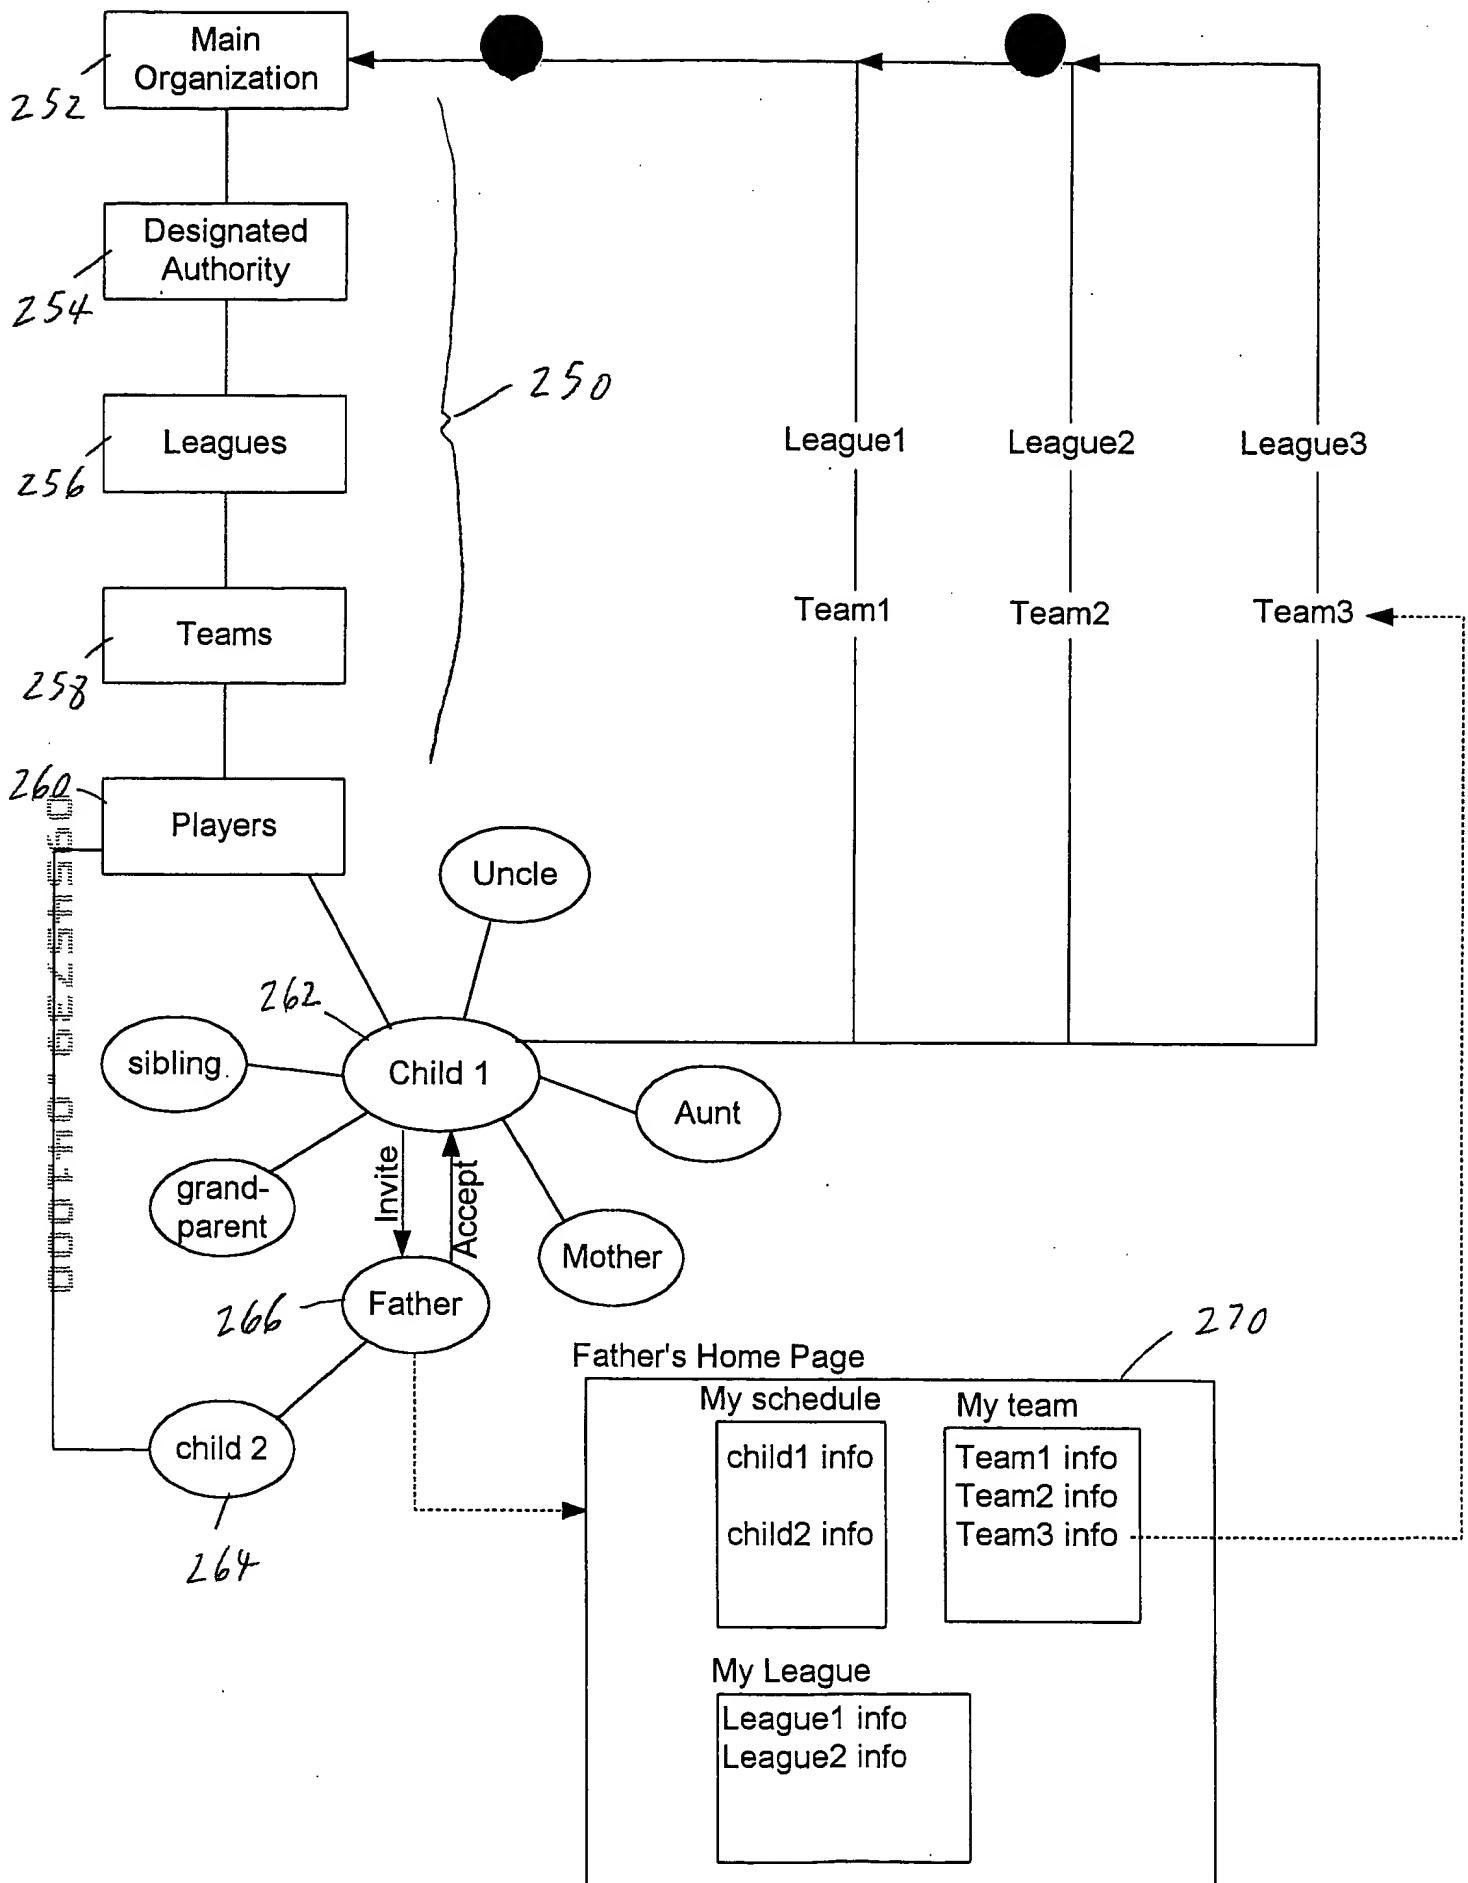 Main
Organization
252
Designated
Authority
254
250
Leagues
256
League1
League2
League3
Teams
258
Team1
Team2
Team3
260
Players
Uncle
262
sibling
Child 1
Aunt
grand-
parent
Invite
Accept
Mother
266
Father
270
Father's Home Page
My schedule
My team
child 2
264
child1 info
child2 info
Team1 info
Team2 info
Team3 info
My League
League1 info
League2 info